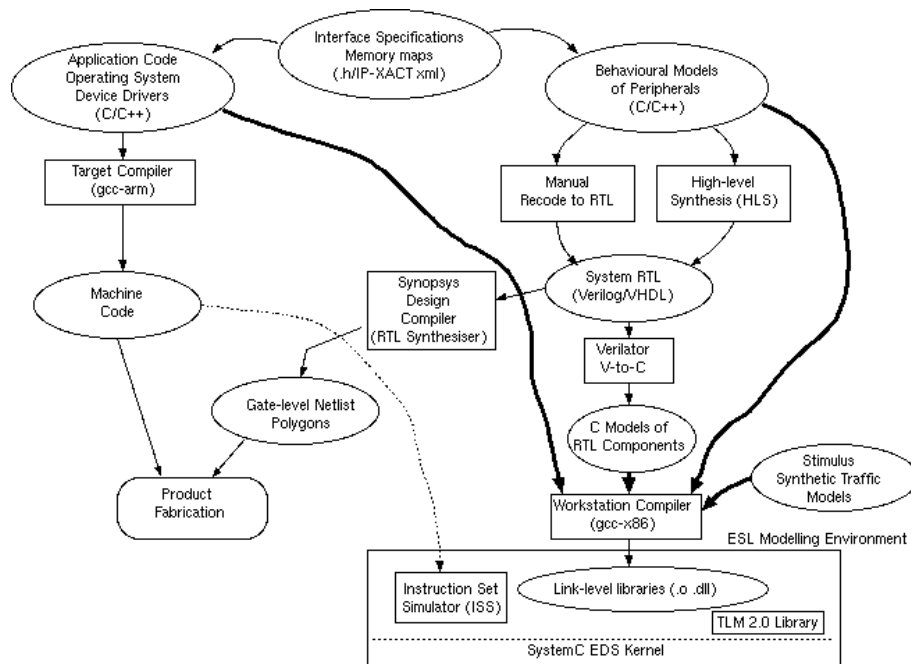 Interface Specifications
Memory maps
(.h/IP-XACT xml)
Application Code
Operating System
Device Drivers
(C/C++)
Behavioural Models
of Peripherals
(C/C++)
Target Compiler
(gcc-arm)
Manual
Recode to RTL
High-level
Synthesis (HLS)
System RTL
(Verilog/VHDL)
Machine
Code
Synopsys
Design
Compiler
(RTL Synthesiser)
Verilator
V-to-C
Gate-level Netlist
Polygons
C Models of
RTL Components
Stimulus
Synthetic Traffic
Models
Product
Fabrication
Workstation Compiler
(gcc-x86)
ESL Modelling Environment
Instruction Set
Simulator (ISS)
Link-level libraries (.o .dll)
TLM 2.0 Library
SystemC EDS Kernel